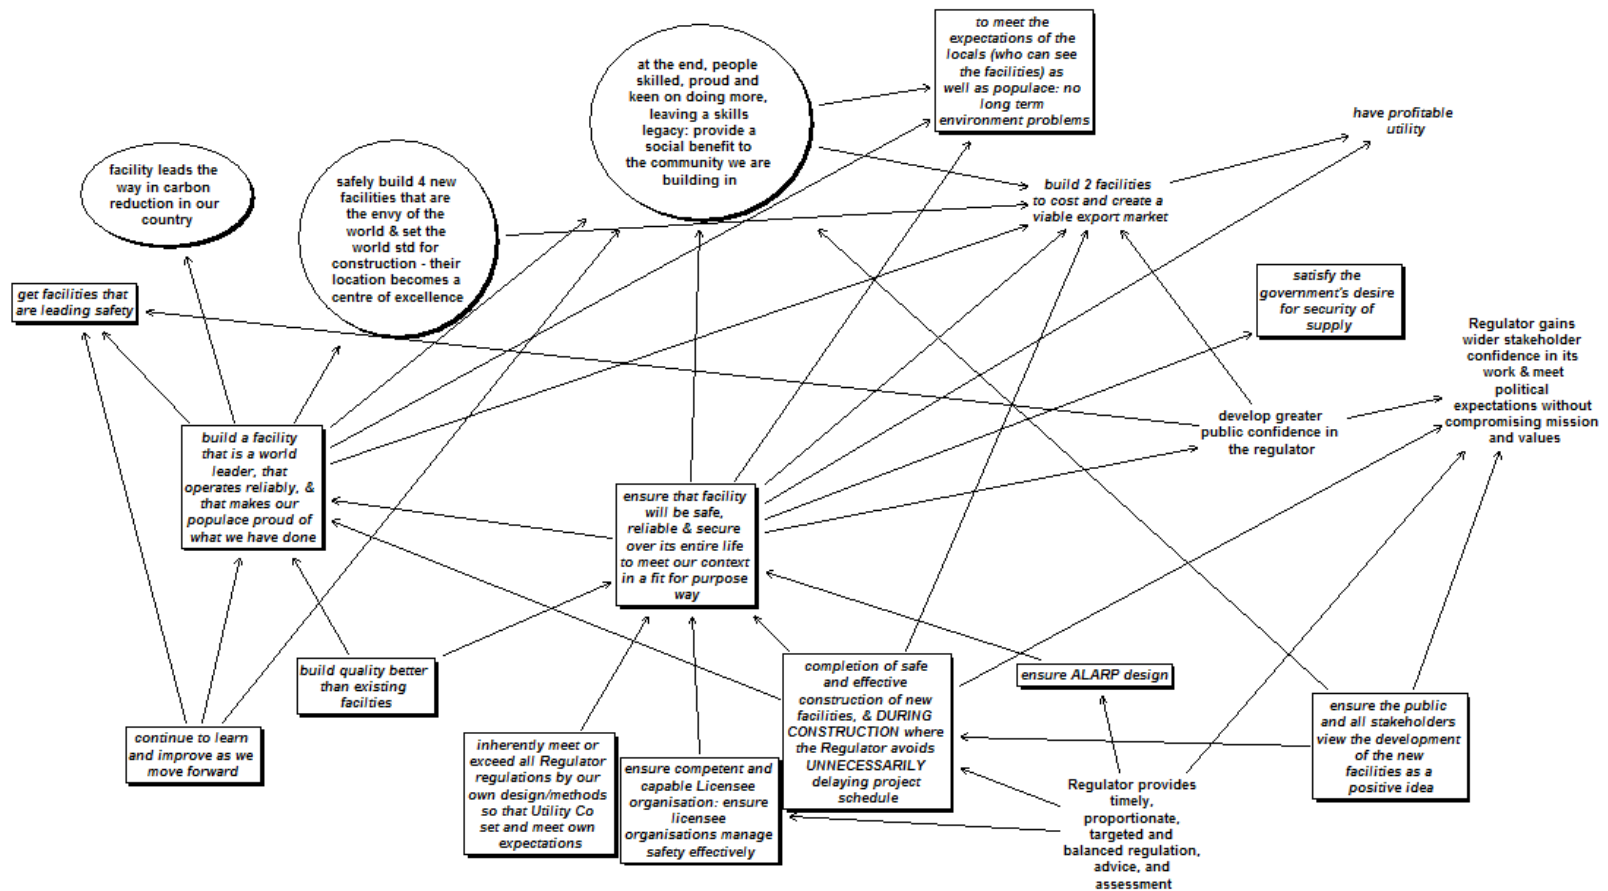 to meet the
expectations of the
locals (who can see
the facilities) as
well as populace: no
long term
environment problems
at the end, people
skilled, proud and
keen on doing more,
leaving a skills
legacy: provide a
social benefit to
the community we are
building in
have profitable
utility
facility leads the
way in carbon
reduction in our
country
safely build 4 new
facilities that are
the envy of the
world & set the
world std for
construction - their
location becomes a
centre of excellence
build 2 facilities
to cost and create a
viable export market
get facilities that
are leading safety
satisfy the
government's desire
for security of
supply
Regulator gains
wider stakeholder
confidence in its
work & meet
political
expectations without
compromising mission
and values
develop greater
public confidence in
the regulator
build a facility
that is a world
leader, that
operates reliably, &
that makes our
populace proud of
what we have done
ensure that facility
will be safe,
reliable & secure
over its entire life
to meet our context
in a fit for purpose
way
build quality better
than existing
facilties
continue to learn
and improve as we
move forward
inherently meet or
exceed all Regulator
regulations by our
own design/methods
so that Utility Co
set and meet own
expectations
ensure competent and
capable Licensee
organisation: ensure
licensee
organisations manage
safety effectively
completion of safe
and effective
construction of new
facilities, & DURING
CONSTRUCTION where
the Regulator avoids
UNNECESSARILY
delaying project
schedule
ensure ALARP design
Regulator provides
timely,
proportionate,
targeted and
balanced regulation,
advice, and
assessment
ensure the public
and all stakeholders
view the development
of the new
facilities as a
positive idea